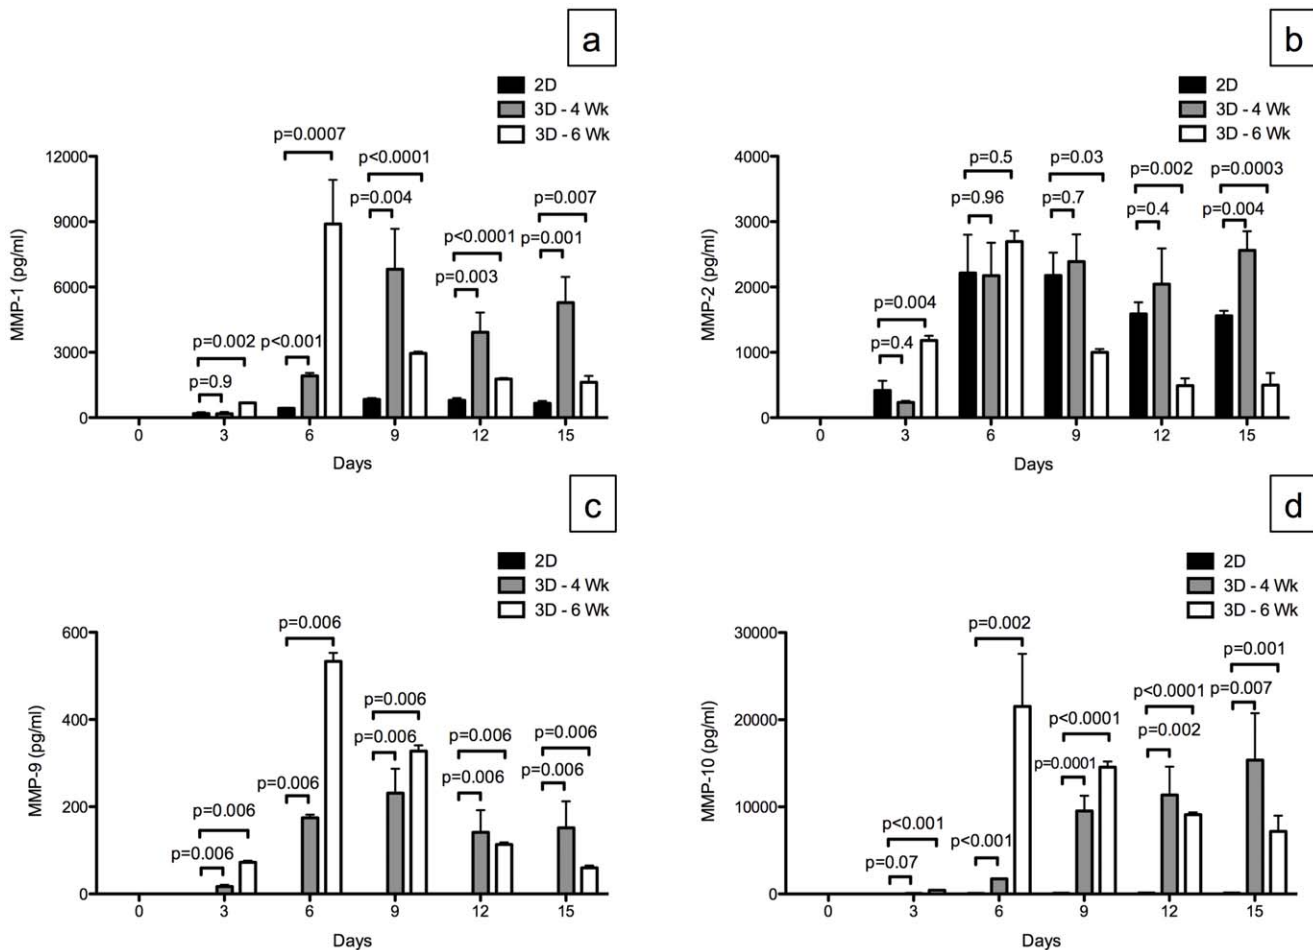 a
2D
3D - 4 Wk
3D - 6 Wk
p=0.0007
12000
p<0.0001
p=0.004
p=0.007
9000
p<0.0001
p=0.001
MMP-1 (pg/ml)
6000
p=0.003
p=0.002
p<0.001
3000
p=0.9
0
0 3 6 9 12 15
Days
b
2D
3D - 4 Wk
3D - 6 Wk
4000
p=0.5
p=0.03
p=0.002
p=0.0003
p=0.96
p=0.7
p=0.4
p=0.004
3000
MMP-2 (pg/ml)
2000
p=0.004
p=0.4
1000
0
0 3 6 9 12 15
Days
c
2D
3D - 4 Wk
3D - 6 Wk
600
p=0.006
p=0.006
400
p=0.006
p=0.006
p=0.006
MMP-9 (pg/ml)
p=0.006
p=0.006
p=0.006
200
p=0.006
p=0.006
0
0 3 6 9 12 15
Days
d
2D
3D - 4 Wk
3D - 6 Wk
30000
p=0.002
p=0.001
p<0.0001
p=0.007
p<0.0001
20000
p=0.002
MMP-10 (pg/ml)
p=0.0001
10000
p<0.001
p<0.001
p=0.07
0
0 3 6 9 12 15
Days